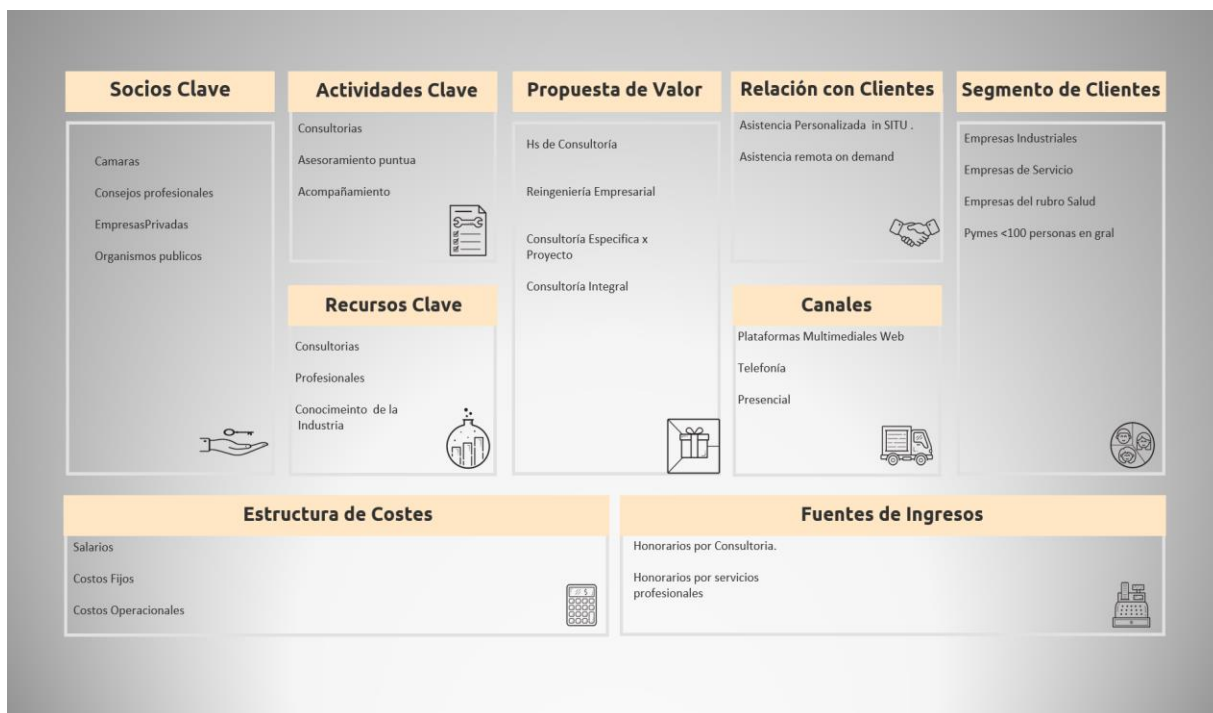 Socios Clave
Camaras
Consejos profesionales
EmpresasPrivadas
Organismos publicos
Actividades Clave
Consultorias
Asesoramiento puntua
Acompañamiento
Recursos Clave
Consultorias
Profesionales
Conocimeinto de la
Industria
Propuesta de Valor
Hs de Consultoría
Reingeniería Empresarial
Consultoría Especifica x
Proyecto
Consultoría Integral
Relación con Clientes
Asistencia Personalizada in SITU .
Asistencia remota on demand
Canales
Plataformas Multimediales Web
Telefonía
Presencial
Segmento de Clientes
Empresas Industriales
Empresas de Servicio
Empresas del rubro Salud
Pymes <100 personas en gral
Estructura de Costes
Salarios
Costos Fijos
Costos Operacionales
Fuentes de Ingresos
Honorarios por Consultoria.
Honorarios por servicios
profesionales